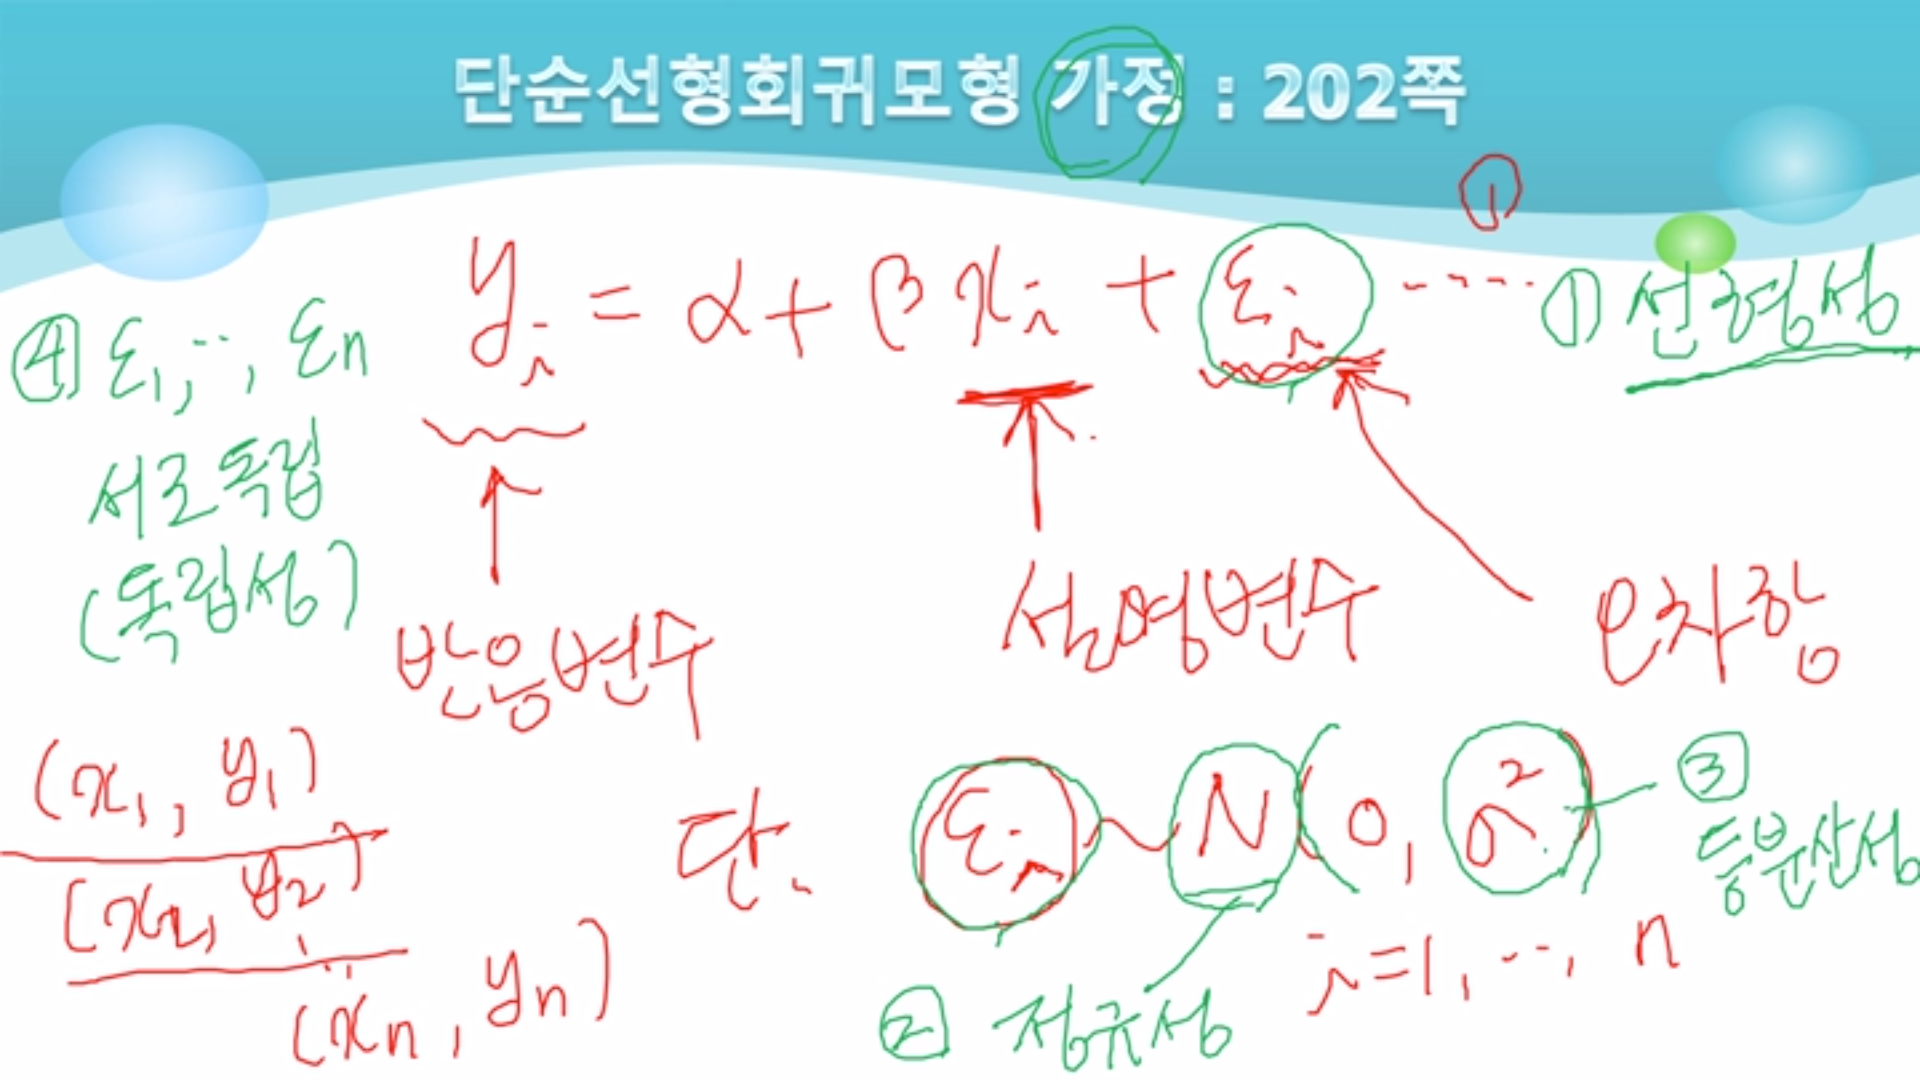 단순선형회귀모형 가정 : 202쪽
①
yᵢ = α + βxᵢ + εᵢ ---- ① 선형성
④ ε₁, ‥, εn
서로독립
(독립성)
반응변수
설명변수
오차항
(x₁, y₁)
(x₂, y₂)
⋮
(xn, yn)
단. εᵢ ~ N(0, σ²)
③
등분산성
i=1, ‥, n
② 정규성